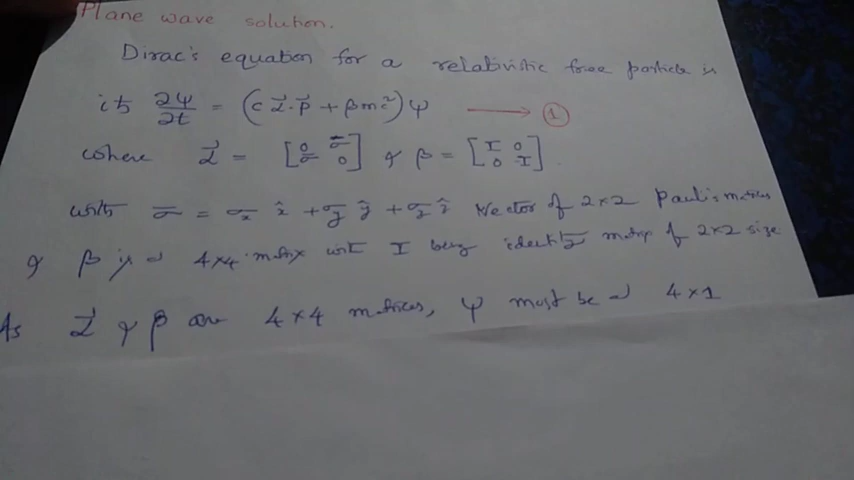 Plane wave solution.
Dirac's equation for a relativistic free particle is
iħ ∂ψ/∂t = (c α⃗·p⃗ + βmc²)ψ ⟶ ①
where α⃗ = [0 σ̄; σ̄ 0] & β = [I 0; 0 I].
with σ̄ = σx x̂ + σy ŷ + σz ẑ Vector of 2×2 Pauli's matrices
& β is a 4×4 matrix with I being identity matrix of 2×2 size
As α⃗ & β are 4×4 matrices, ψ must be a 4×1